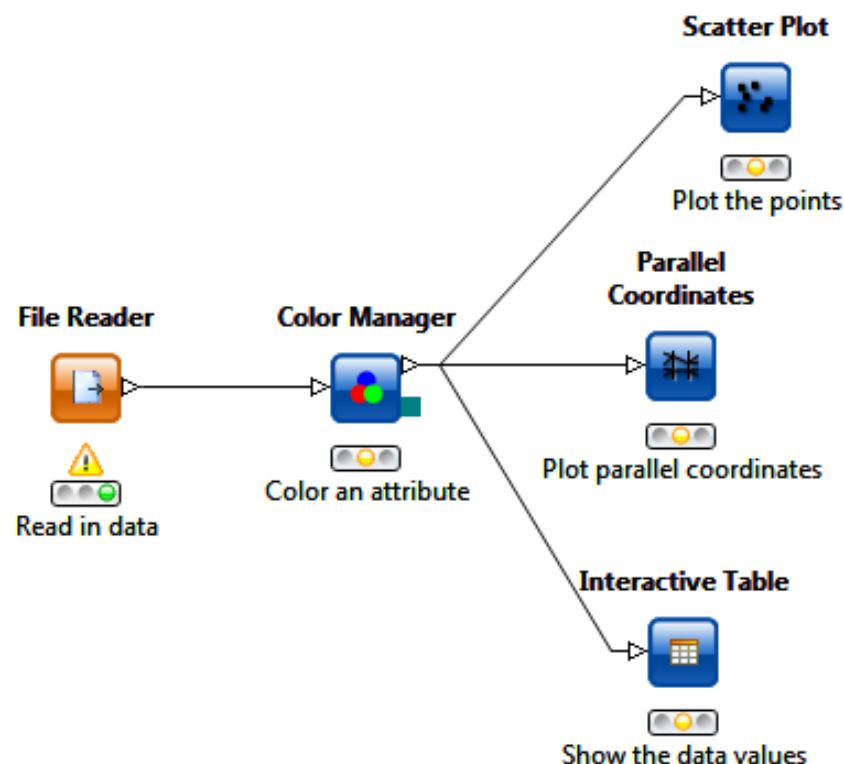 Scatter Plot
Plot the points
Parallel
Coordinates
Plot parallel coordinates
File Reader
Read in data
Color Manager
Color an attribute
Interactive Table
Show the data values